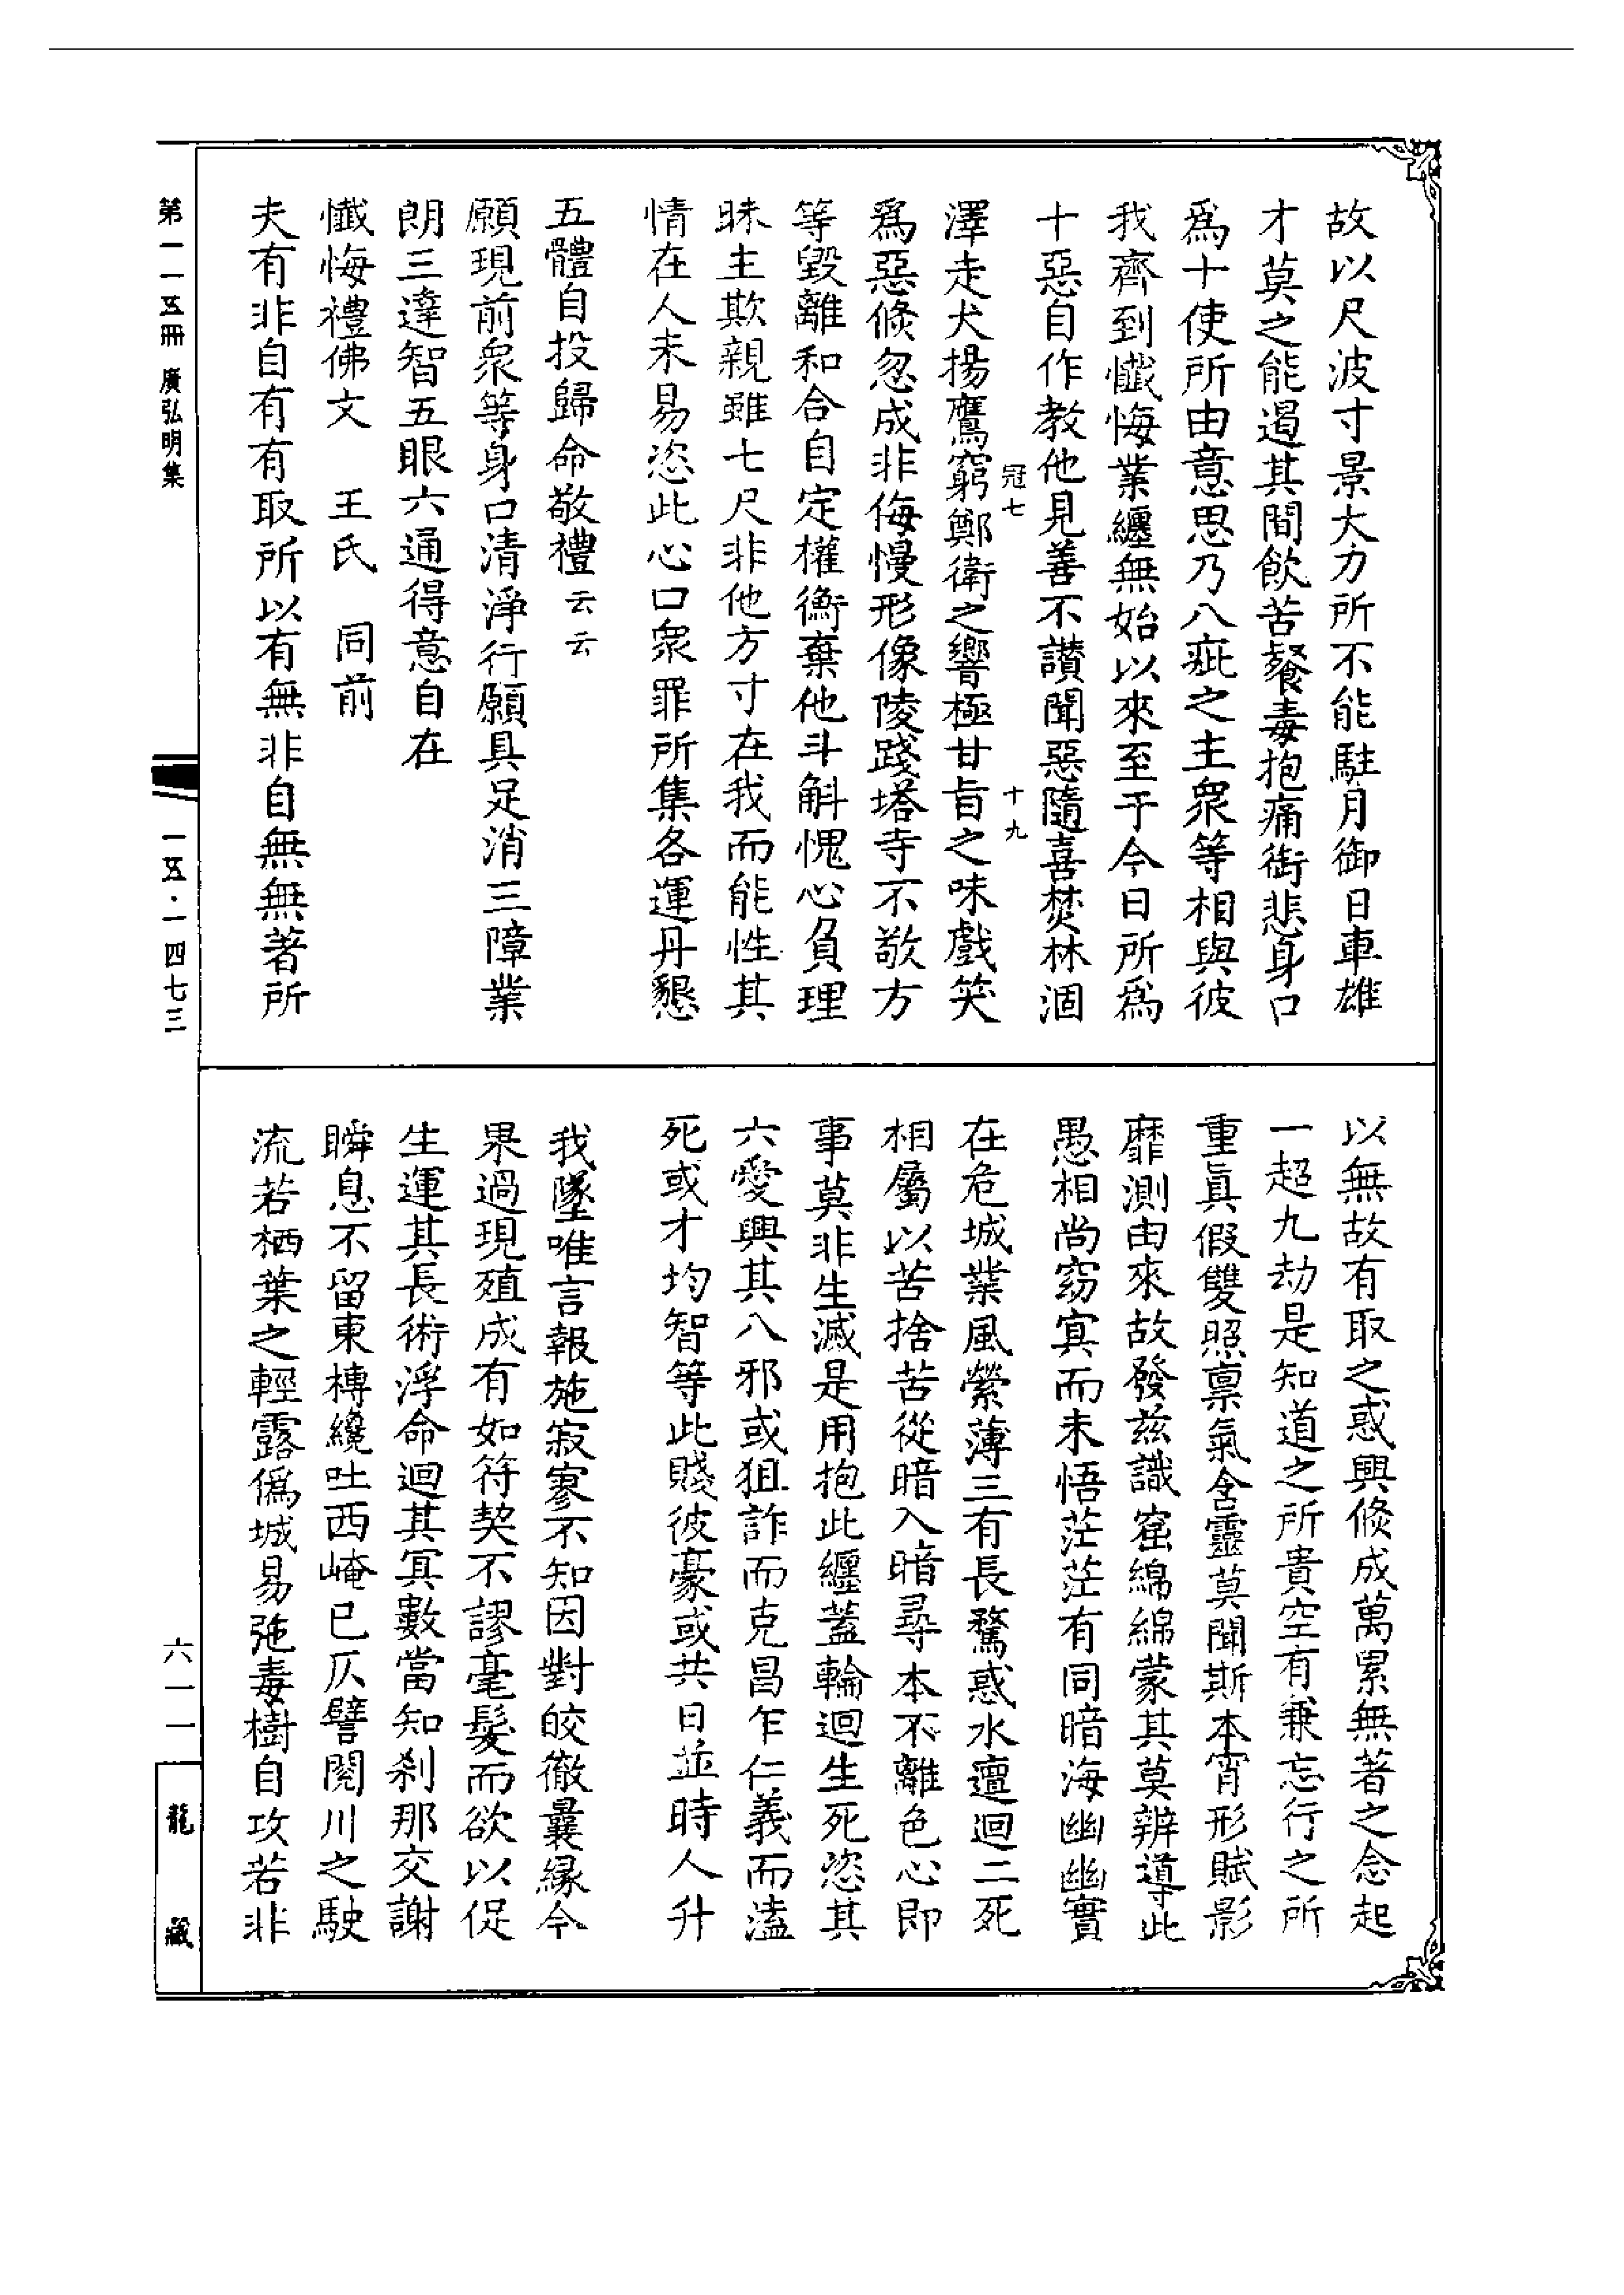 故以尺波寸景大力所不能駐月御日車雄
才莫之能遏其間飲苦餐毒抱痛銜悲身口
爲十使所由意思乃八疵之主衆等相與彼
我齊到懺悔業纏無始以來至于今日所爲
十惡自作教他見善不讃聞惡隨喜焚林涸
冠七
十九
澤走犬揚鷹窮鄭衛之響極甘旨之味戲笑
爲惡倐忽成非侮慢形像陵踐塔寺不敬方
等毀離和合自定權衡棄他斗斛愧心負理
昧主欺親雖七尺非他方寸在我而能性其
情在人未易恣此心口衆罪所集各運丹懇
五體自投歸命敬禮云云
願現前衆等身口清淨行願具足消三障業
朗三達智五眼六通得意自在
懺悔禮佛文 王氏 同前
夫有非自有有取所以有無非自無無著所
以無故有取之惑興倐成萬累無著之念起
一超九劫是知道之所貴空有兼忘行之所
重眞假雙照禀氣含靈莫聞斯本宵形賦影
靡測由來故發兹識窟綿綿蒙其莫辨導此
愚相尚窈冥而未悟茫茫有同暗海幽幽實
在危城業風縈薄三有長騖惑水邅迴二死
相屬以苦捨苦從暗入暗尋本不離色心即
事莫非生滅是用抱此纏蓋輪迴生死恣其
六愛興其八邪或狙詐而克昌乍仁義而溘
死或才均智等此賤彼豪或共日並時人升
我墜唯言報施寂寥不知因對皎徹曩緣今
果過現殖成有如符契不謬毫髮而欲以促
生運其長術浮命迴其冥數當知刹那交謝
瞬息不留東榑纔吐西崦已仄譬閱川之駛
流若栖葉之輕露僞城易弛毒樹自攻若非
第一一五冊 廣弘明集
一五·一四七三
六一一
龍藏